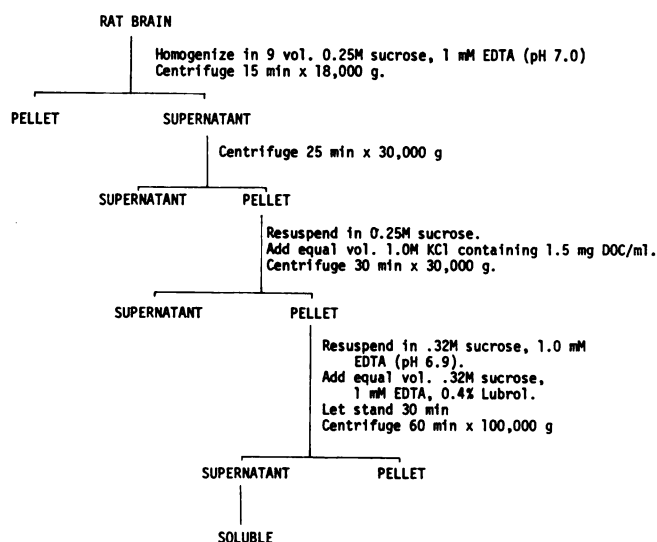 RAT BRAIN
Homogenize in 9 vol. 0.25M sucrose, 1 mM EDTA (pH 7.0)
Centrifuge 15 min x 18,000 g.
PELLET SUPERNATANT
Centrifuge 25 min x 30,000 g
SUPERNATANT PELLET
Resuspend in 0.25M sucrose.
Add equal vol. 1.0M KCl containing 1.5 mg DOC/ml.
Centrifuge 30 min x 30,000 g.
SUPERNATANT PELLET
Resuspend in .32M sucrose, 1.0 mM
EDTA (pH 6.9).
Add equal vol. .32M sucrose,
1 mM EDTA, 0.4% Lubrol.
Let stand 30 min
Centrifuge 60 min x 100,000 g
SUPERNATANT PELLET
SOLUBLE